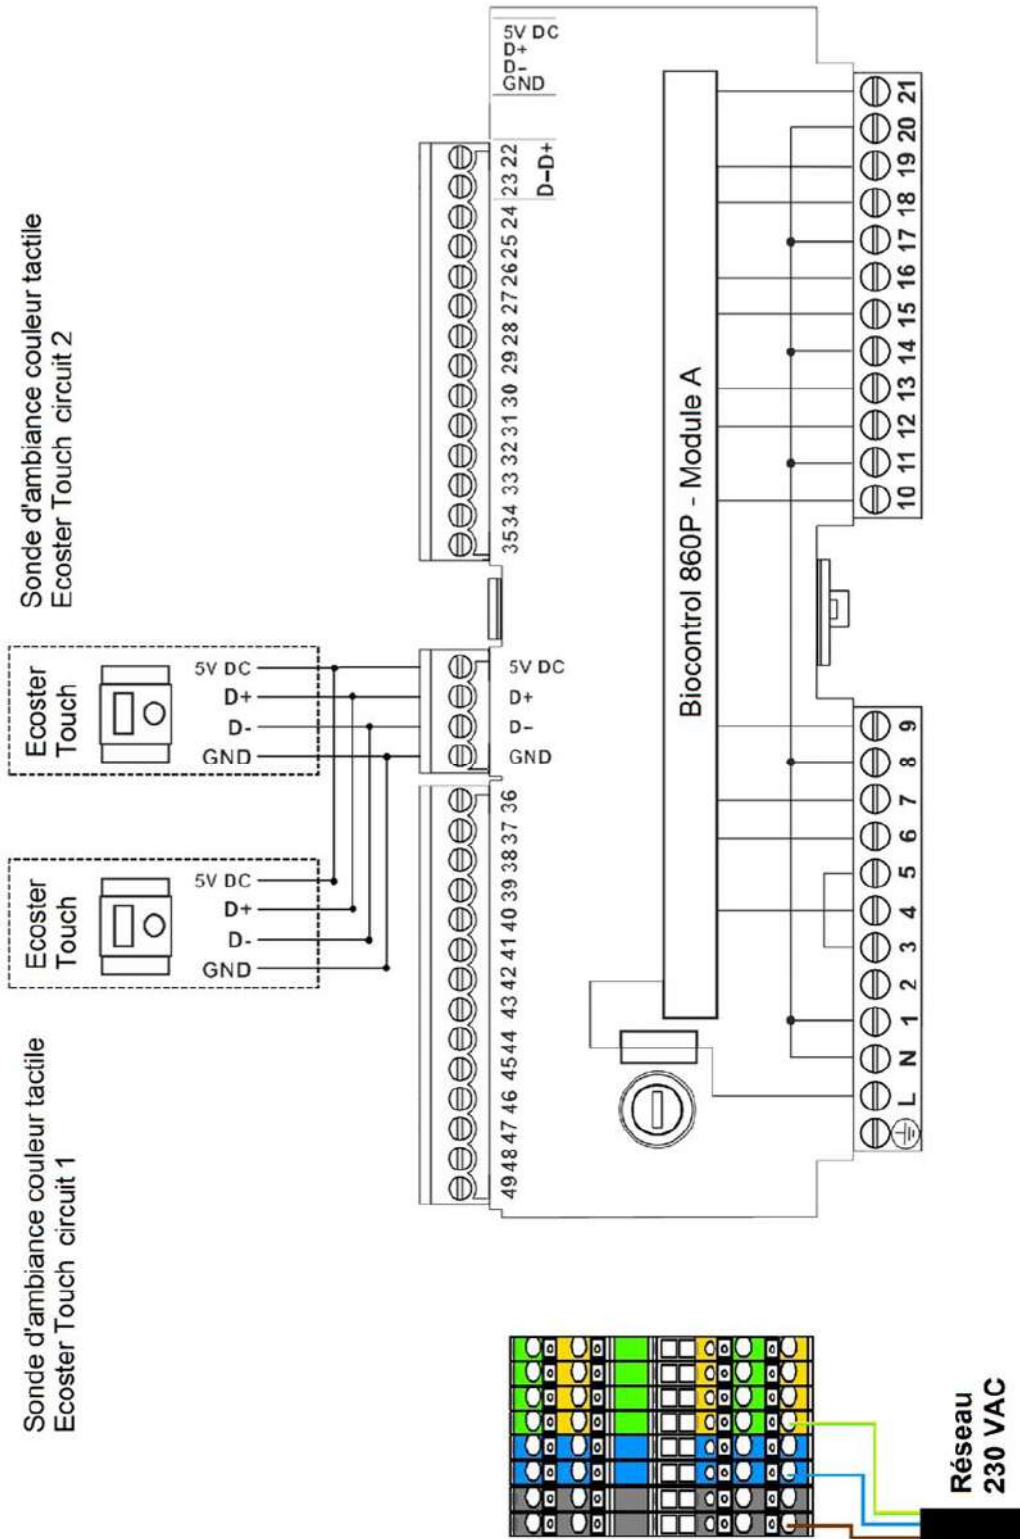 Sonde d'ambiance couleur tactile
Ecoster Touch circuit 1
Sonde d'ambiance couleur tactile
Ecoster Touch circuit 2
Ecoster
Touch
5V DC
D+
D-
GND
Ecoster
Touch
5V DC
D+
D-
GND
49 48 47 46 45 44 43 42 41 40 39 38 37 36
GND
D-
D+
5V DC
35 34 33 32 31 30 29 28 27 26 25 24 23 22
D- D+
5V DC
D+
D-
GND
Biocontrol 860P - Module A
L N 1 2 3 4 5 6 7 8 9
10 11 12 13 14 15 16 17 18 19 20 21
Réseau
230 VAC